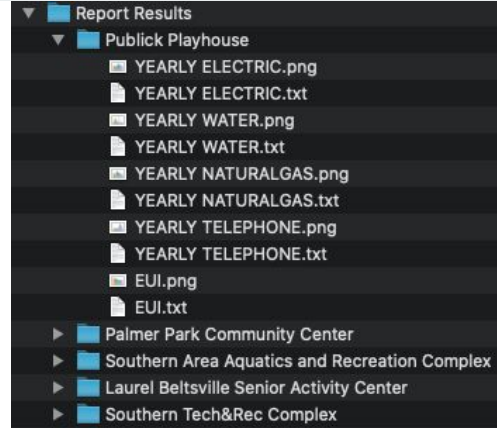 Report Results
Publick Playhouse
YEARLY ELECTRIC.png
YEARLY ELECTRIC.txt
YEARLY WATER.png
YEARLY WATER.txt
YEARLY NATURALGAS.png
YEARLY NATURALGAS.txt
YEARLY TELEPHONE.png
YEARLY TELEPHONE.txt
EUI.png
EUI.txt
Palmer Park Community Center
Southern Area Aquatics and Recreation Complex
Laurel Beltsville Senior Activity Center
Southern Tech&Rec Complex